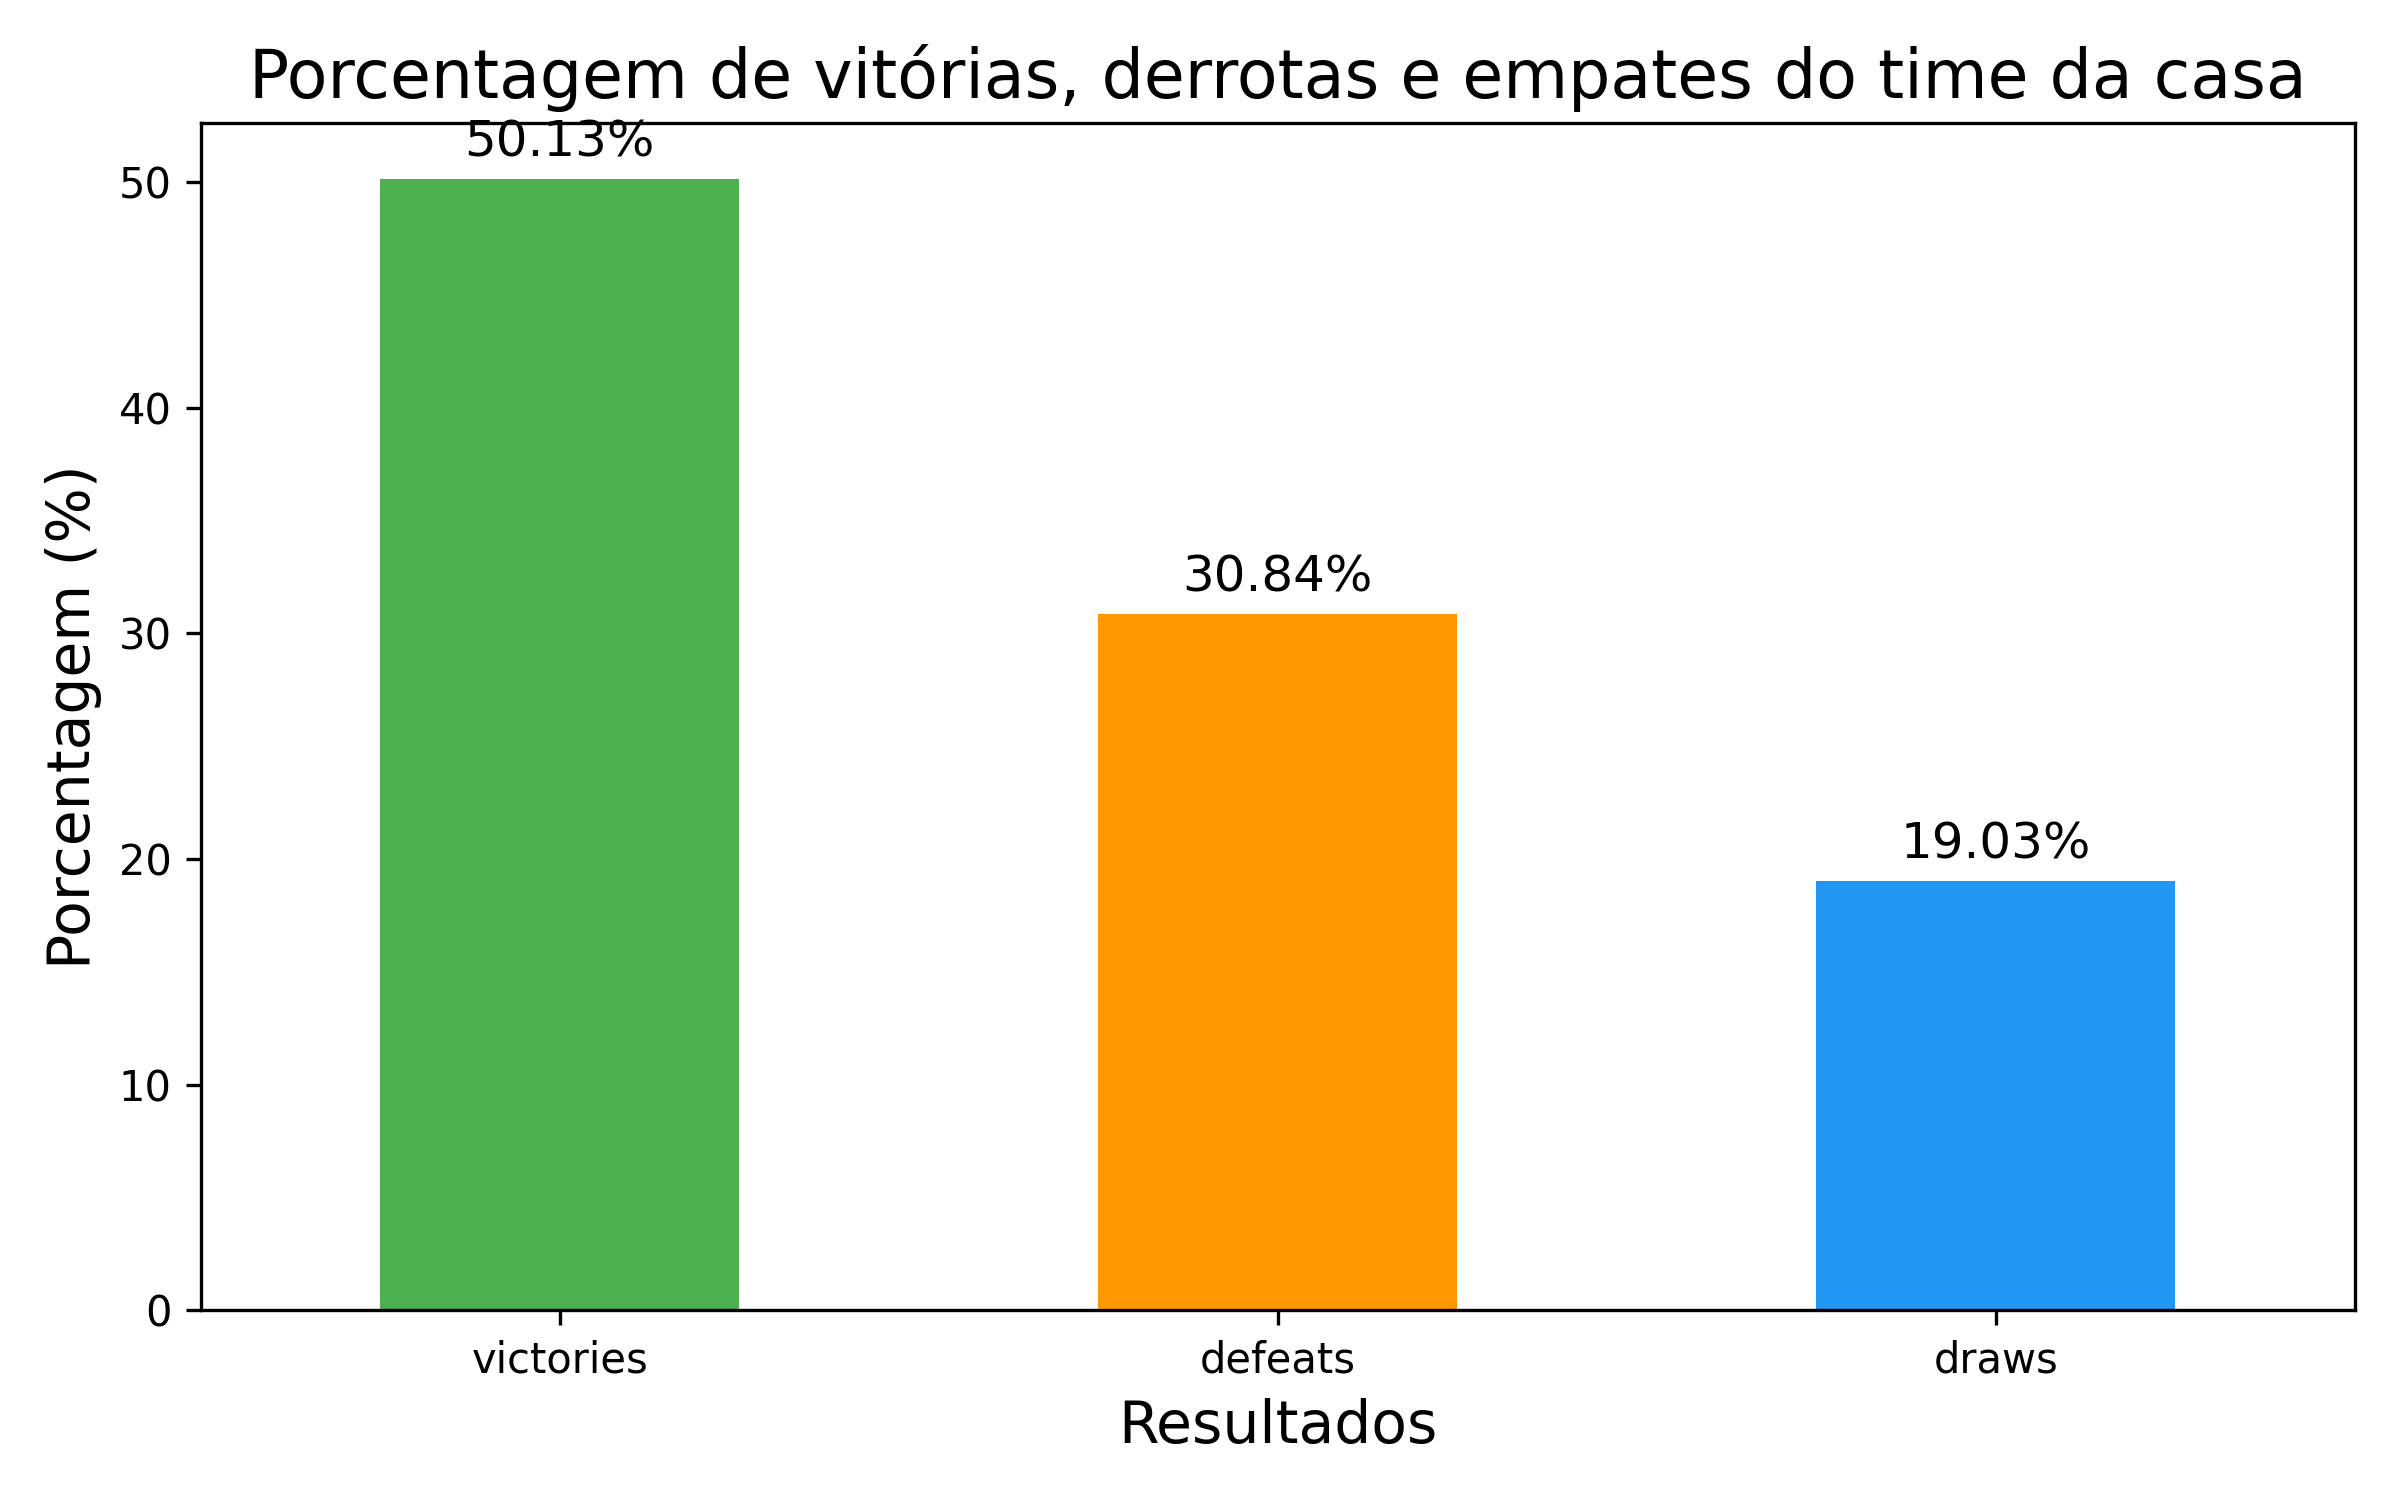 Porcentagem de vitórias, derrotas e empates do time da casa
50.13%
50
40
30.84%
30
19.03%
20
10
0
Porcentagem (%)
victories
defeats
draws
Resultados